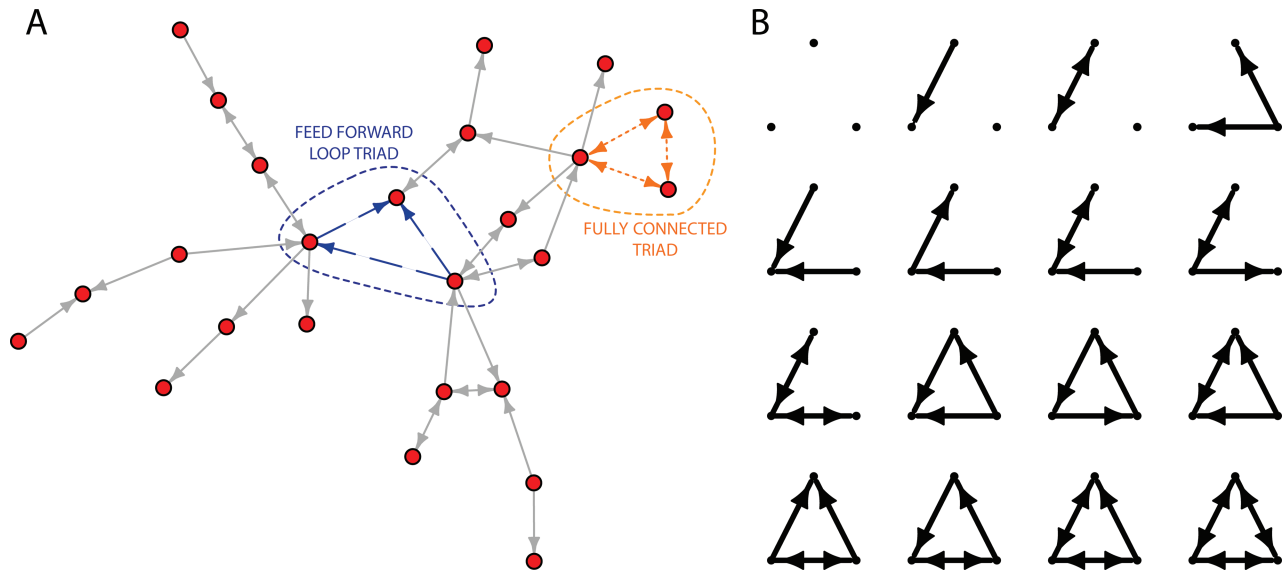 A
B
FEED FORWARD
LOOP TRIAD
FULLY CONNECTED
TRIAD